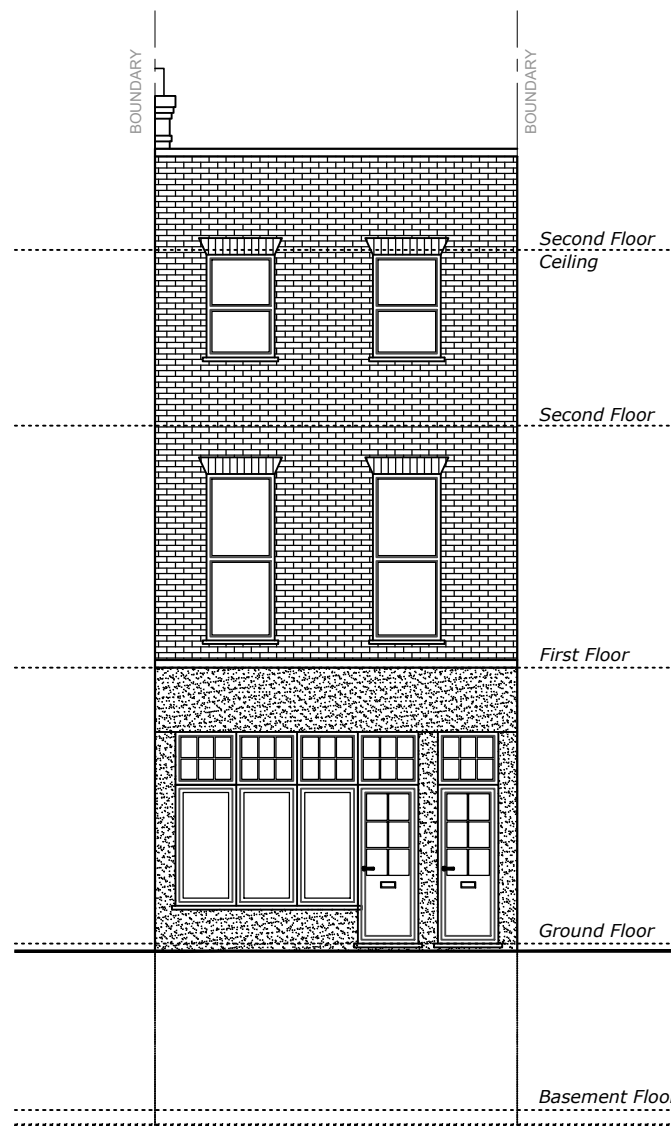 BOUNDARY
BOUNDARY
Second Floor
Ceiling
Second Floor
First Floor
Ground Floor
Basement Floor